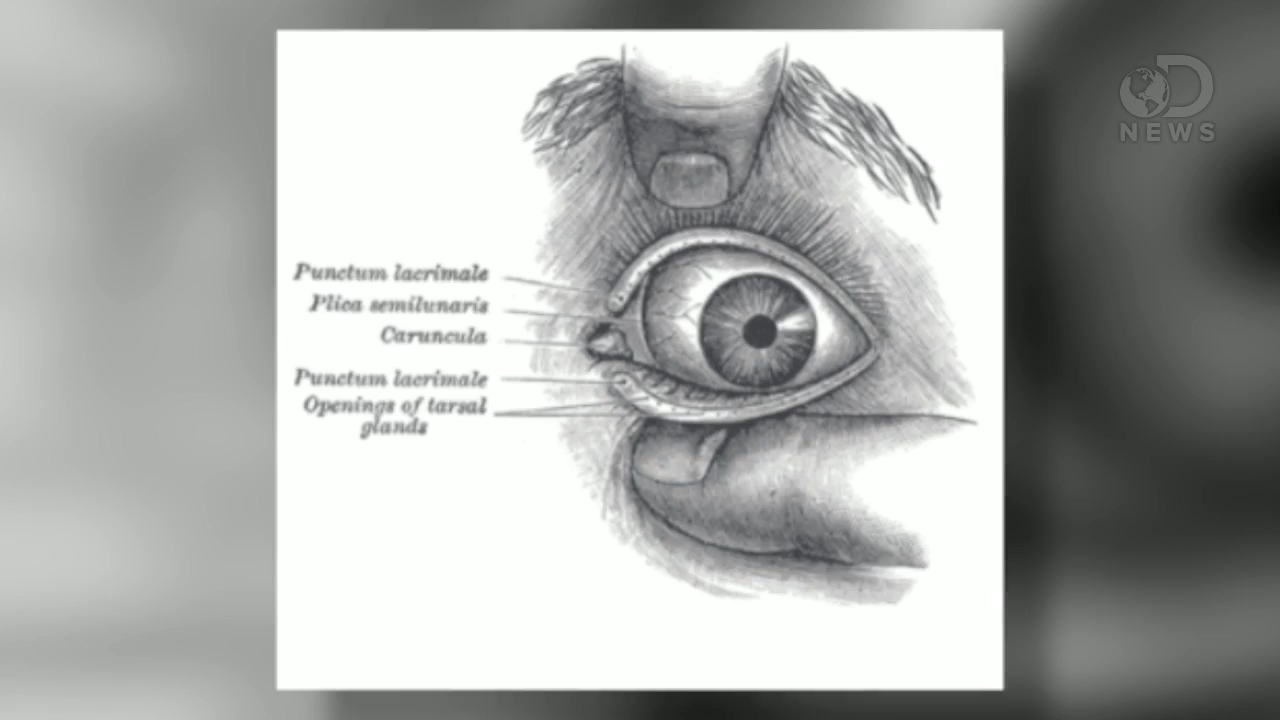 Punctum lacrimale
Plica semilunaris
Caruncula
Punctum lacrimale
Openings of tarsal
glands
D
NEWS